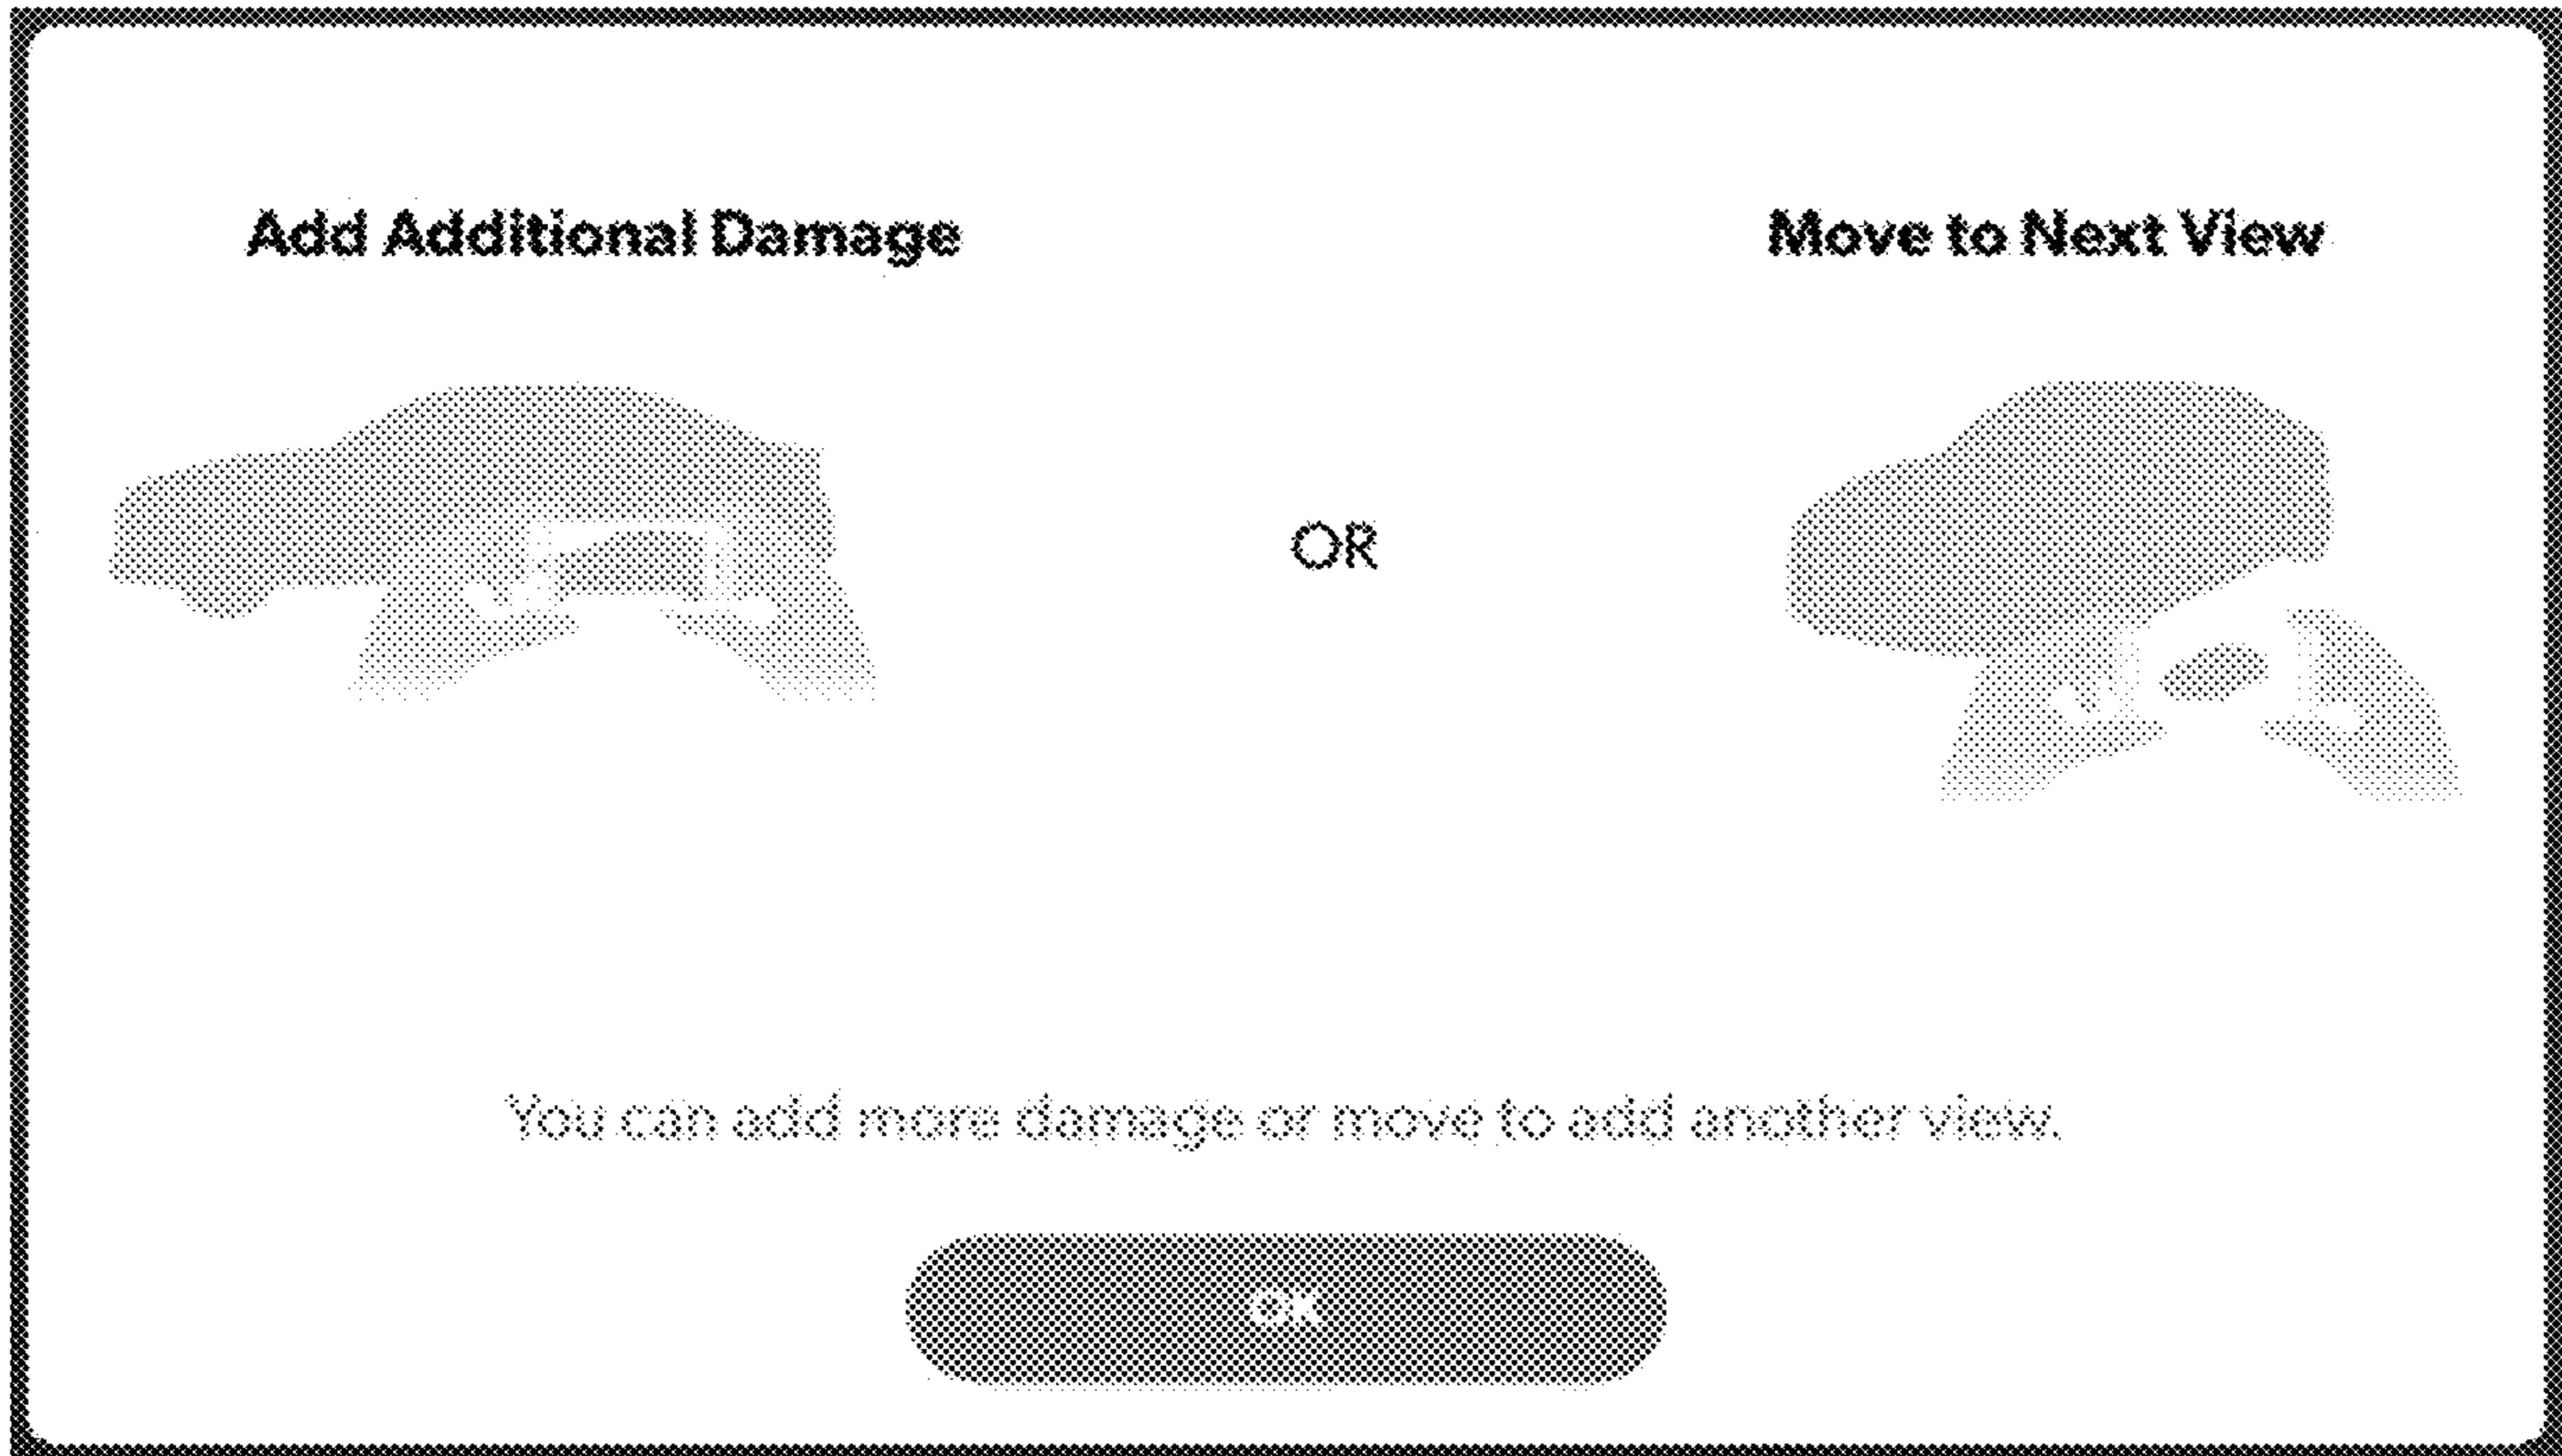 Add Additional Damage
Move to Next View
OR
You can add more damage or move to add another view.
OK